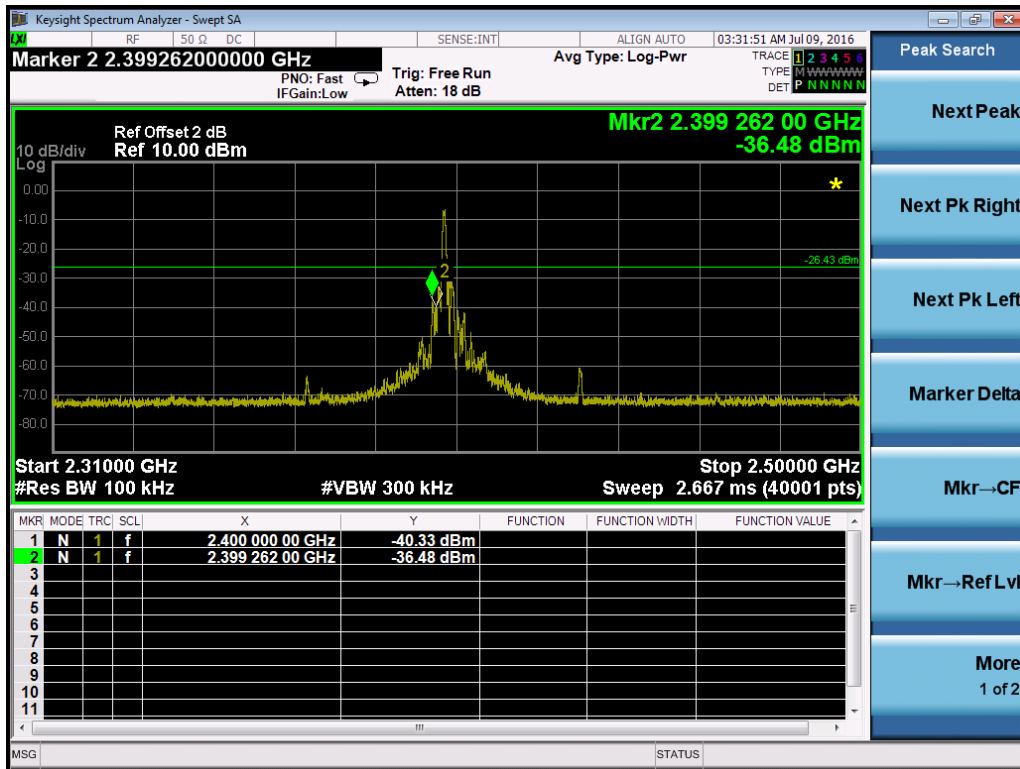 Keysight Spectrum Analyzer - Swept SA
LXI RF 50 Ω DC SENSE:INT ALIGN AUTO 03:31:51 AM Jul 09, 2016
Marker 2 2.399262000000 GHz
PNO: Fast
IFGain:Low
Trig: Free Run
Atten: 18 dB
Avg Type: Log-Pwr
TRACE 1 2 3 4 5 6
TYPE M WWWWW
DET P N N N N N
Ref Offset 2 dB
Ref 10.00 dBm
10 dB/div
Log
Mkr2 2.399 262 00 GHz
-36.48 dBm
0.00
-10.0
-20.0
-30.0
-40.0
-50.0
-60.0
-70.0
-80.0
*
-26.43 dBm
2
Start 2.31000 GHz
Stop 2.50000 GHz
#Res BW 100 kHz
#VBW 300 kHz
Sweep 2.667 ms (40001 pts)
MKR MODE TRC SCL X Y FUNCTION FUNCTION WIDTH FUNCTION VALUE
1 N 1 f 2.400 000 00 GHz -40.33 dBm
2 N 1 f 2.399 262 00 GHz -36.48 dBm
3
4
5
6
7
8
9
10
11
MSG
STATUS
Peak Search
Next Peak
Next Pk Right
Next Pk Left
Marker Delta
Mkr→CF
Mkr→Ref Lvl
More
1 of 2